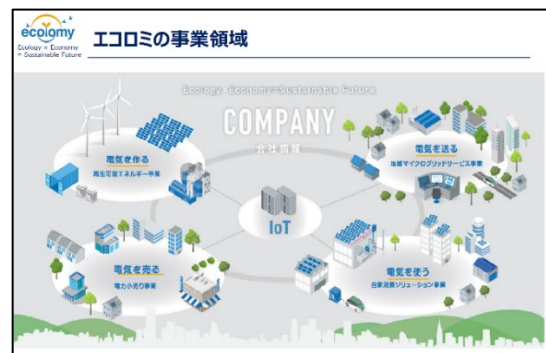 ecolomy
Ecology × Economy
= Sustainable Future
エコロミの事業領域
Ecology Economy=Sustainable Future
COMPANY
会社情報
電気を作る
再生可能エネルギー事業
電気を送る
地域マイクログリッドサービス事業
IoT
電気を売る
電力小売り事業
電気を使う
自家消費ソリューション事業